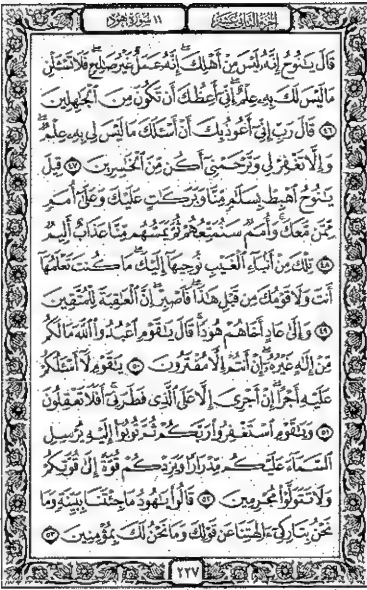 الجزء الثاني عشر ١١ سورة هود
قَالَ يَٰنُوحُ إِنَّهُۥ لَيْسَ مِنْ أَهْلِكَ ۖ إِنَّهُۥ عَمَلٌ غَيْرُ صَٰلِحٍ ۖ فَلَا تَسْـَٔلْنِ
مَا لَيْسَ لَكَ بِهِۦ عِلْمٌ ۖ إِنِّىٓ أَعِظُكَ أَن تَكُونَ مِنَ ٱلْجَٰهِلِينَ
٤٦ قَالَ رَبِّ إِنِّىٓ أَعُوذُ بِكَ أَنْ أَسْـَٔلَكَ مَا لَيْسَ لِى بِهِۦ عِلْمٌ ۖ
وَإِلَّا تَغْفِرْ لِى وَتَرْحَمْنِىٓ أَكُن مِّنَ ٱلْخَٰسِرِينَ ٤٧ قِيلَ
يَٰنُوحُ ٱهْبِطْ بِسَلَٰمٍ مِّنَّا وَبَرَكَٰتٍ عَلَيْكَ وَعَلَىٰٓ أُمَمٍ
مِّمَّن مَّعَكَ ۚ وَأُمَمٌ سَنُمَتِّعُهُمْ ثُمَّ يَمَسُّهُم مِّنَّا عَذَابٌ أَلِيمٌ
٤٨ تِلْكَ مِنْ أَنۢبَآءِ ٱلْغَيْبِ نُوحِيهَآ إِلَيْكَ ۖ مَا كُنتَ تَعْلَمُهَآ
أَنتَ وَلَا قَوْمُكَ مِن قَبْلِ هَٰذَا ۖ فَٱصْبِرْ ۖ إِنَّ ٱلْعَٰقِبَةَ لِلْمُتَّقِينَ
٤٩ وَإِلَىٰ عَادٍ أَخَاهُمْ هُودًا ۚ قَالَ يَٰقَوْمِ ٱعْبُدُوا۟ ٱللَّهَ مَا لَكُم
مِّنْ إِلَٰهٍ غَيْرُهُۥٓ ۖ إِنْ أَنتُمْ إِلَّا مُفْتَرُونَ ٥٠ يَٰقَوْمِ لَآ أَسْـَٔلُكُمْ
عَلَيْهِ أَجْرًا ۖ إِنْ أَجْرِىَ إِلَّا عَلَى ٱلَّذِى فَطَرَنِىٓ ۚ أَفَلَا تَعْقِلُونَ
٥١ وَيَٰقَوْمِ ٱسْتَغْفِرُوا۟ رَبَّكُمْ ثُمَّ تُوبُوٓا۟ إِلَيْهِ يُرْسِلِ
ٱلسَّمَآءَ عَلَيْكُم مِّدْرَارًا وَيَزِدْكُمْ قُوَّةً إِلَىٰ قُوَّتِكُمْ
وَلَا تَتَوَلَّوْا۟ مُجْرِمِينَ ٥٢ قَالُوا۟ يَٰهُودُ مَا جِئْتَنَا بِبَيِّنَةٍ وَمَا
نَحْنُ بِتَارِكِىٓ ءَالِهَتِنَا عَن قَوْلِكَ وَمَا نَحْنُ لَكَ بِمُؤْمِنِينَ ٥٣
٢٢٧